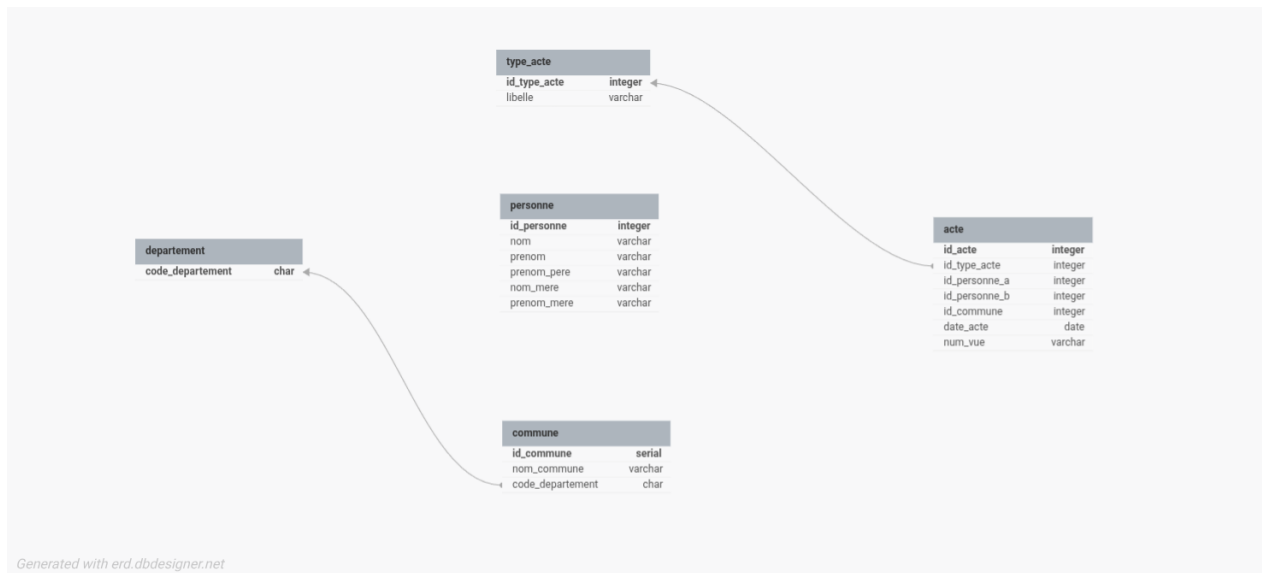 type_acte
id_type_acte integer
libelle varchar
personne
id_personne integer
nom varchar
prenom varchar
prenom_pere varchar
nom_mere varchar
prenom_mere varchar
departement
code_departement char
acte
id_acte integer
id_type_acte integer
id_personne_a integer
id_personne_b integer
id_commune integer
date_acte date
num_vue varchar
commune
id_commune serial
nom_commune varchar
code_departement char
Generated with erd.dbdesigner.net